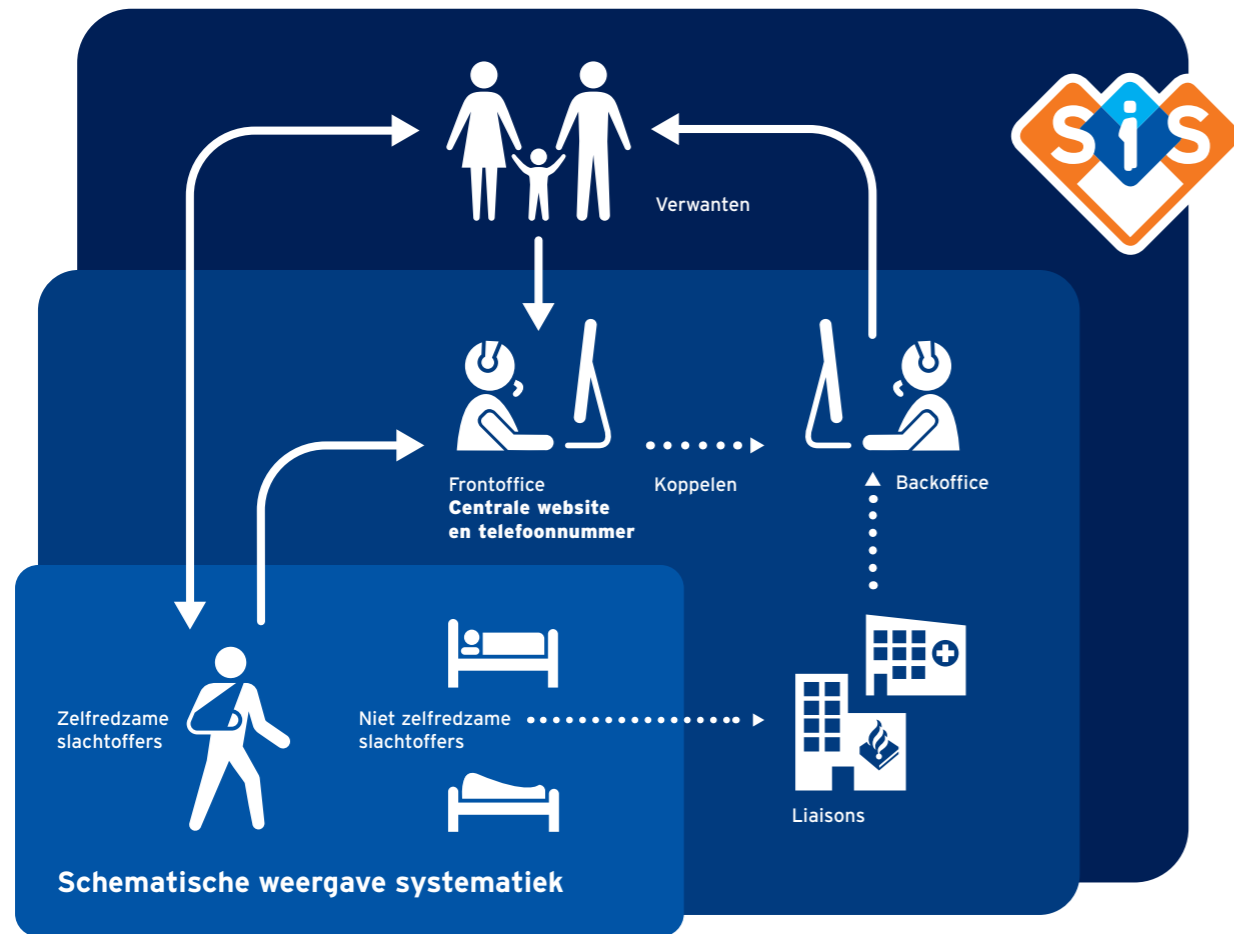 SiS
Verwanten
Frontoffice
Centrale website
en telefoonnummer
Koppelen
Backoffice
Zelfredzame
slachtoffers
Niet zelfredzame
slachtoffers
Liaisons
Schematische weergave systematiek